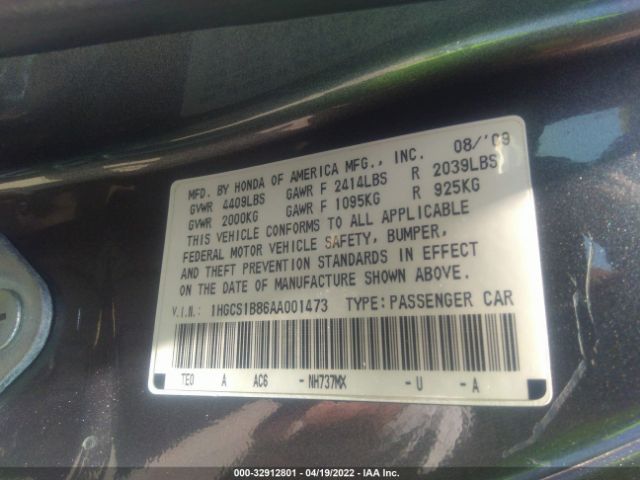 MFD. BY HONDA OF AMERICA MFG., INC. 08/'09
GVWR 4409LBS GAWR F 2414LBS R 2039LBS
GVWR 2000KG GAWR F 1095KG R 925KG
THIS VEHICLE CONFORMS TO ALL APPLICABLE
FEDERAL MOTOR VEHICLE SAFETY, BUMPER,
AND THEFT PREVENTION STANDARDS IN EFFECT
ON THE DATE OF MANUFACTURE SHOWN ABOVE.
V.I.N.: 1HGCS1B86AA001473 TYPE: PASSENGER CAR
TE0 A AC6 - NH737MX - U - A
000-32912801 - 04/19/2022 - IAA Inc.